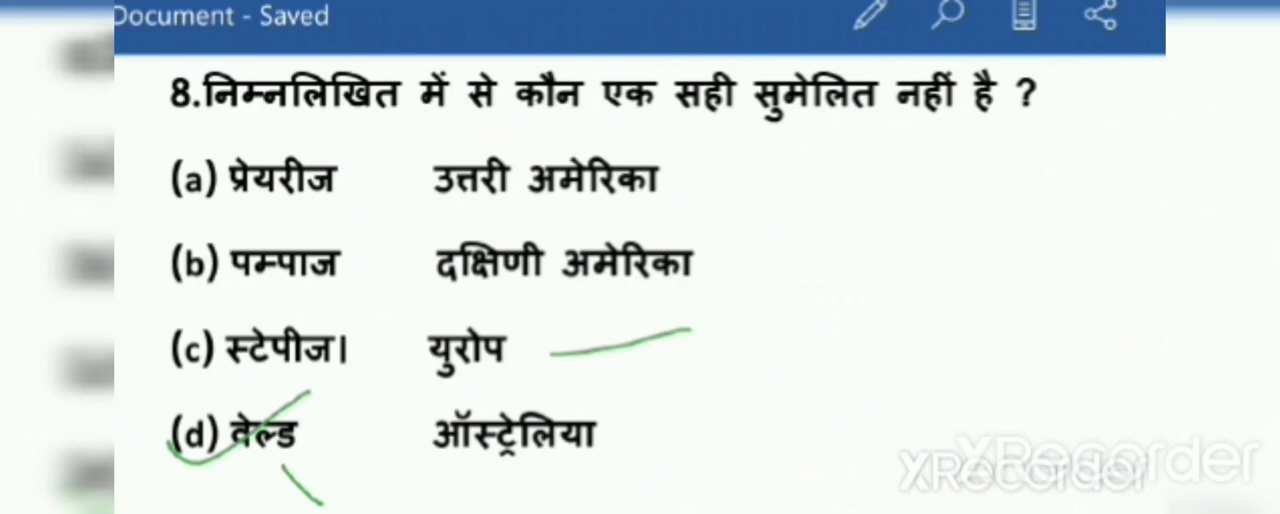 Document - Saved
8.निम्नलिखित में से कौन एक सही सुमेलित नहीं है ?
(a) प्रेयरीज उत्तरी अमेरिका
(b) पम्पाज दक्षिणी अमेरिका
(c) स्टेपीज। युरोप
(d) वेल्ड ऑस्ट्रेलिया
XRecorder